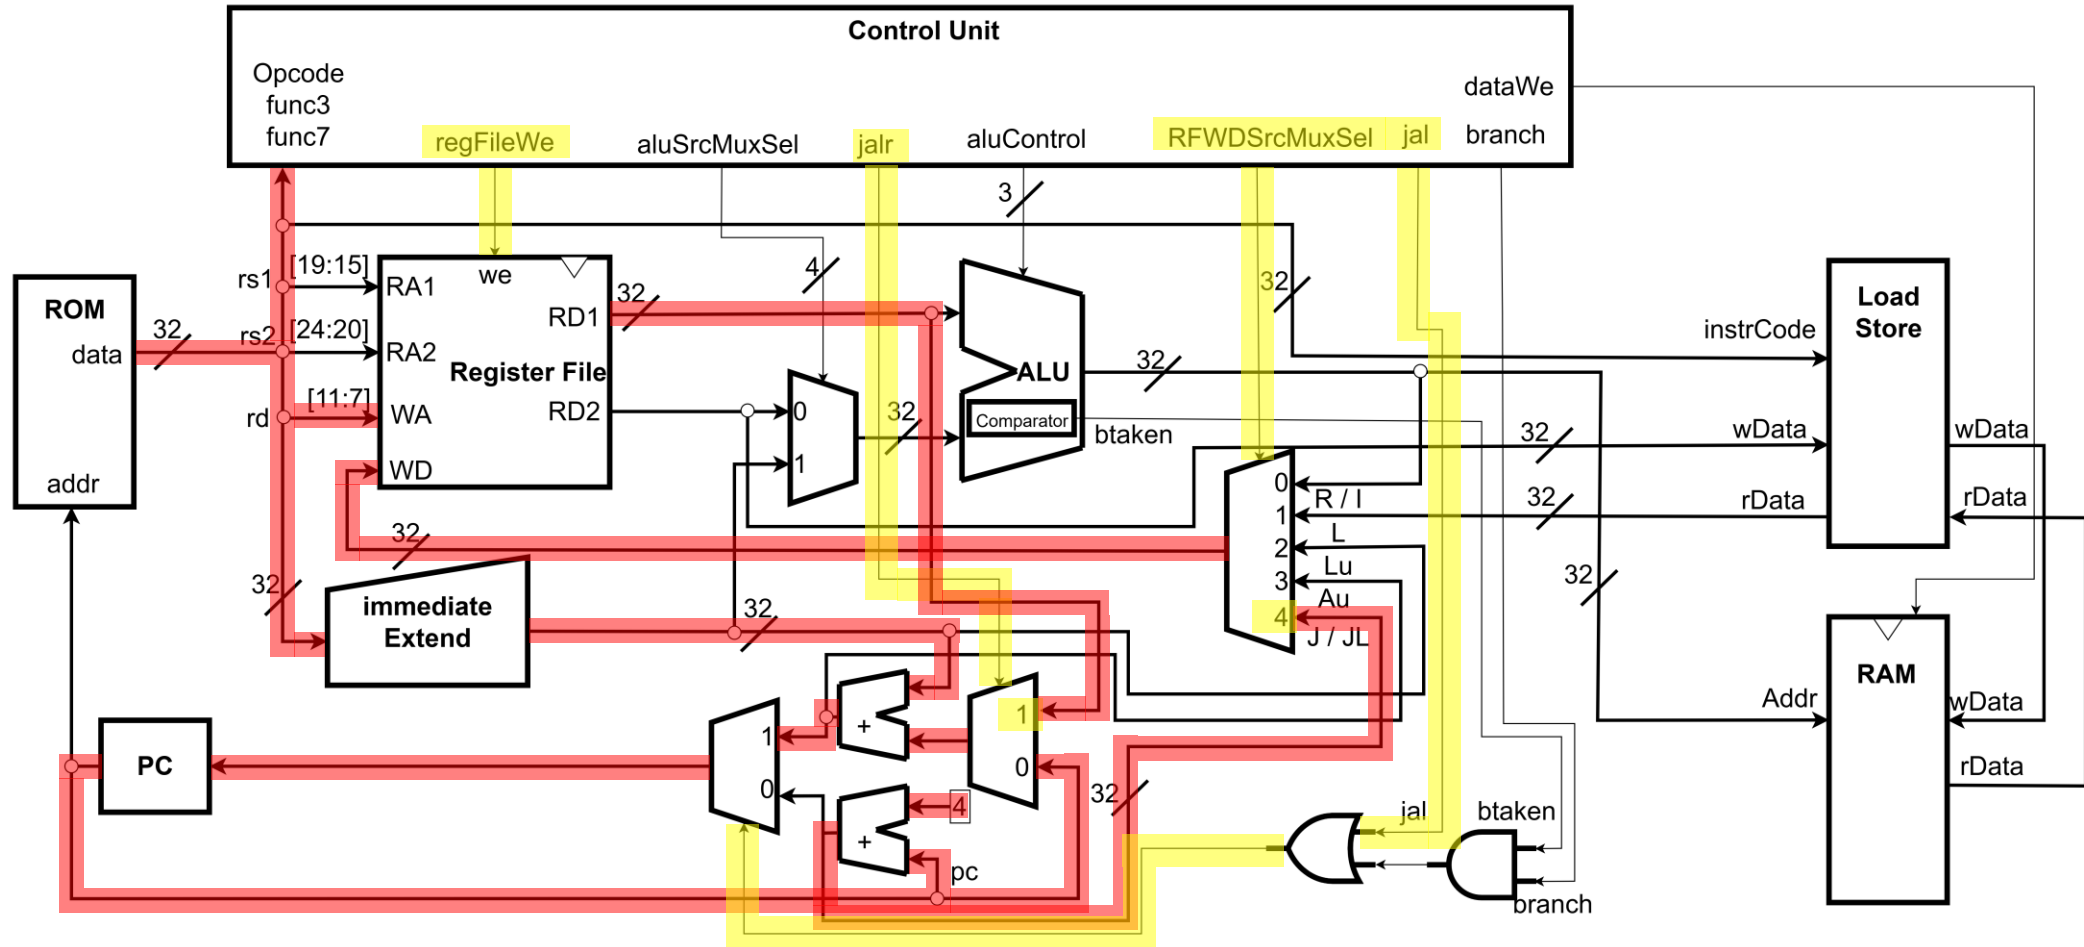 Control Unit
Opcode
func3
func7
regFileWe
aluSrcMuxSel
jalr
aluControl
RFWDSrcMuxSel
jal
branch
dataWe
3
ROM
data
addr
32
rs1
[19:15]
rs2
[24:20]
rd
[11:7]
we
RA1
RA2
WA
WD
RD1
RD2
Register File
32
4
0
1
32
ALU
Comparator
btaken
32
32
0
R / I
1
L
2
Lu
3
Au
4
J / JL
Load
Store
instrCode
wData
rData
wData
rData
32
32
32
32
32
immediate
Extend
32
RAM
Addr
wData
rData
PC
1
0
+
+
4
pc
1
0
32
jal
btaken
branch